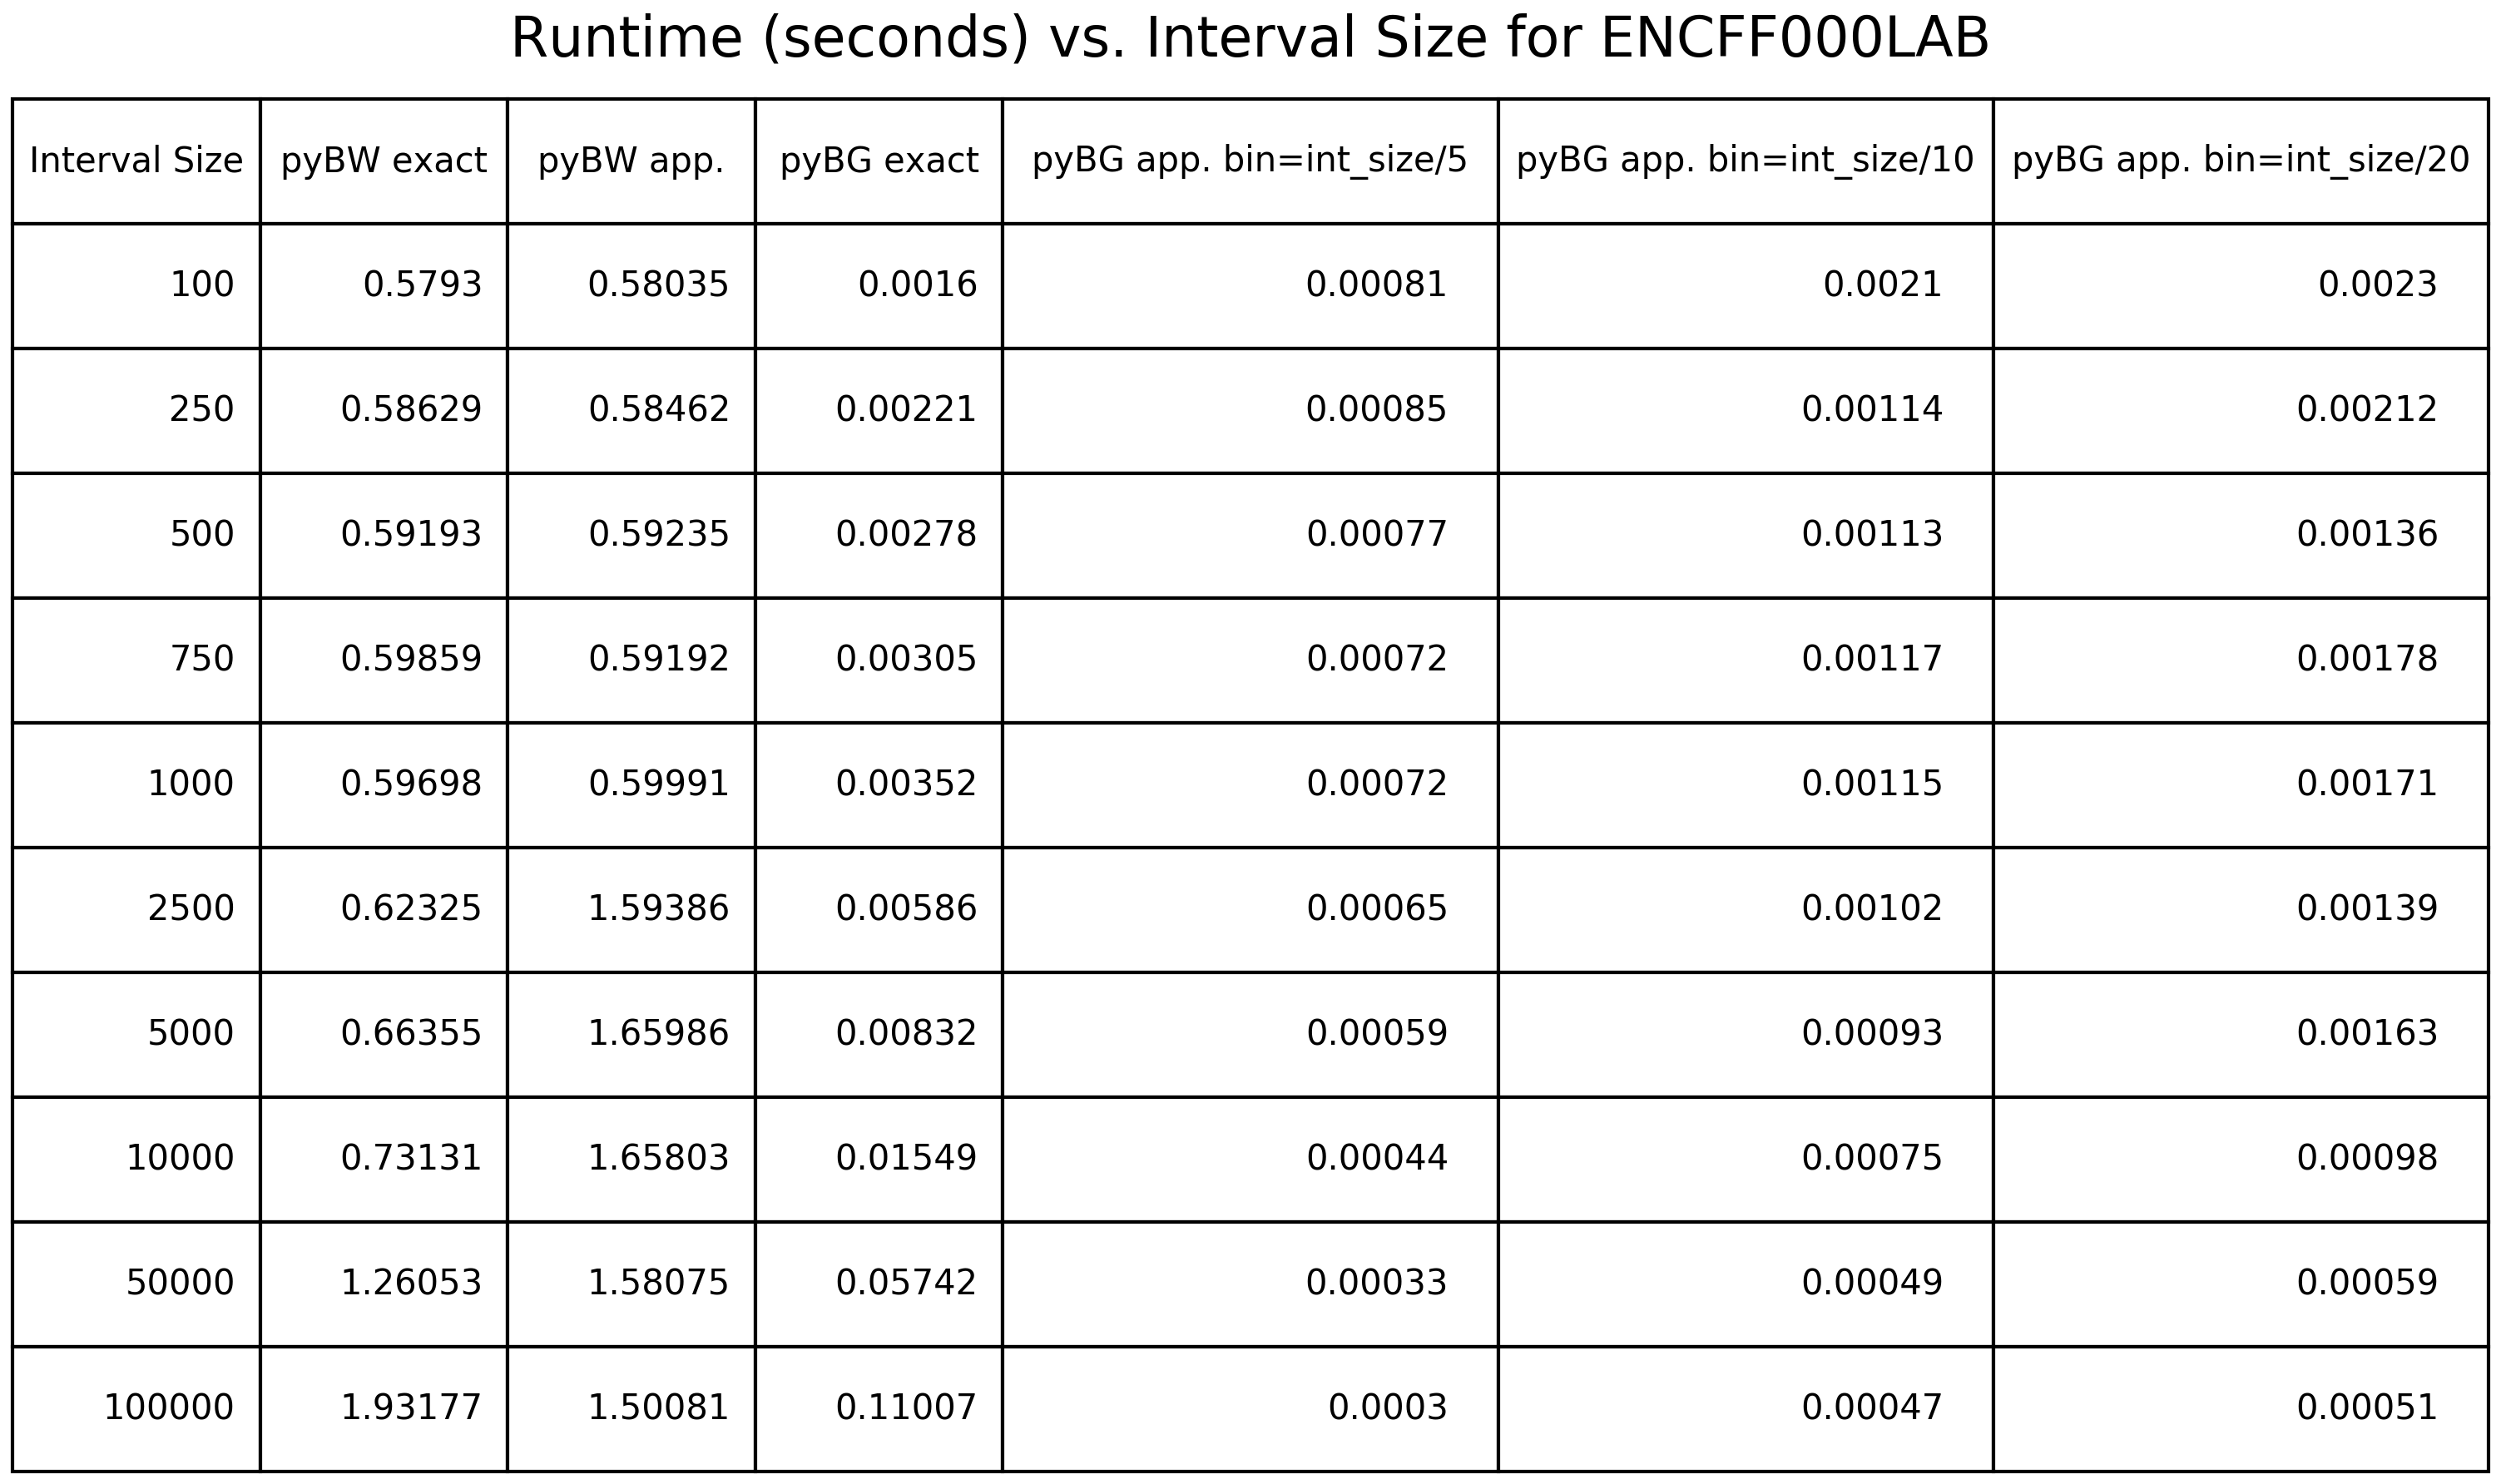 Runtime (seconds) vs. Interval Size for ENCFF000LAB
Interval Size pyBW exact pyBW app. pyBG exact pyBG app. bin=int_size/5 pyBG app. bin=int_size/10 pyBG app. bin=int_size/20
100 0.5793 0.58035 0.0016 0.00081 0.0021 0.0023
250 0.58629 0.58462 0.00221 0.00085 0.00114 0.00212
500 0.59193 0.59235 0.00278 0.00077 0.00113 0.00136
750 0.59859 0.59192 0.00305 0.00072 0.00117 0.00178
1000 0.59698 0.59991 0.00352 0.00072 0.00115 0.00171
2500 0.62325 1.59386 0.00586 0.00065 0.00102 0.00139
5000 0.66355 1.65986 0.00832 0.00059 0.00093 0.00163
10000 0.73131 1.65803 0.01549 0.00044 0.00075 0.00098
50000 1.26053 1.58075 0.05742 0.00033 0.00049 0.00059
100000 1.93177 1.50081 0.11007 0.0003 0.00047 0.00051